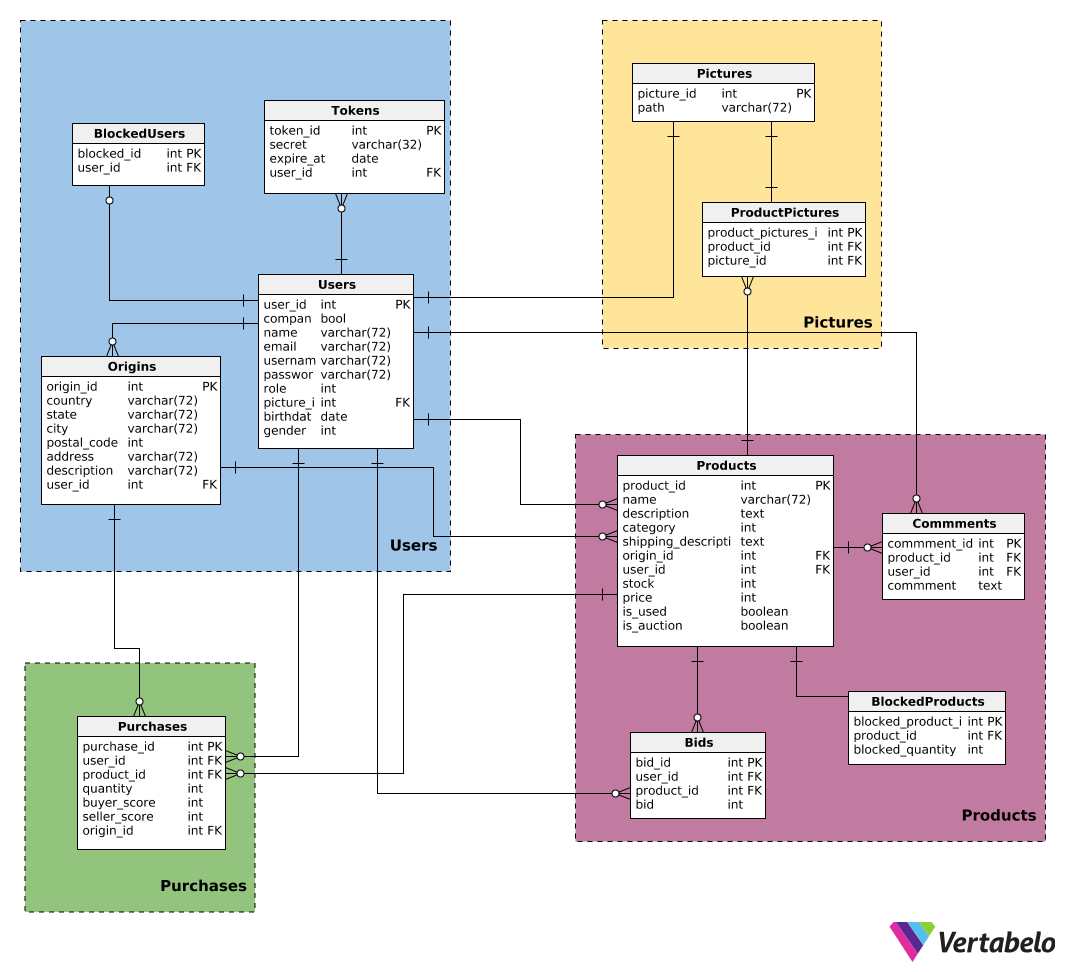 Tokens
token_id int PK
secret varchar(32)
expire_at date
user_id int FK
BlockedUsers
blocked_id int PK
user_id int FK
Users
user_id int PK
compan bool
name varchar(72)
email varchar(72)
usernam varchar(72)
passwor varchar(72)
role int
picture_i int FK
birthdat date
gender int
Origins
origin_id int PK
country varchar(72)
state varchar(72)
city varchar(72)
postal_code int
address varchar(72)
description varchar(72)
user_id int FK
Users
Pictures
picture_id int PK
path varchar(72)
ProductPictures
product_pictures_i int PK
product_id int FK
picture_id int FK
Pictures
Products
product_id int PK
name varchar(72)
description text
category int
shipping_descripti text
origin_id int FK
user_id int FK
stock int
price int
is_used boolean
is_auction boolean
Commments
commment_id int PK
product_id int FK
user_id int FK
commment text
BlockedProducts
blocked_product_i int PK
product_id int FK
blocked_quantity int
Bids
bid_id int PK
user_id int FK
product_id int FK
bid int
Products
Purchases
purchase_id int PK
user_id int FK
product_id int FK
quantity int
buyer_score int
seller_score int
origin_id int FK
Purchases
Vertabelo